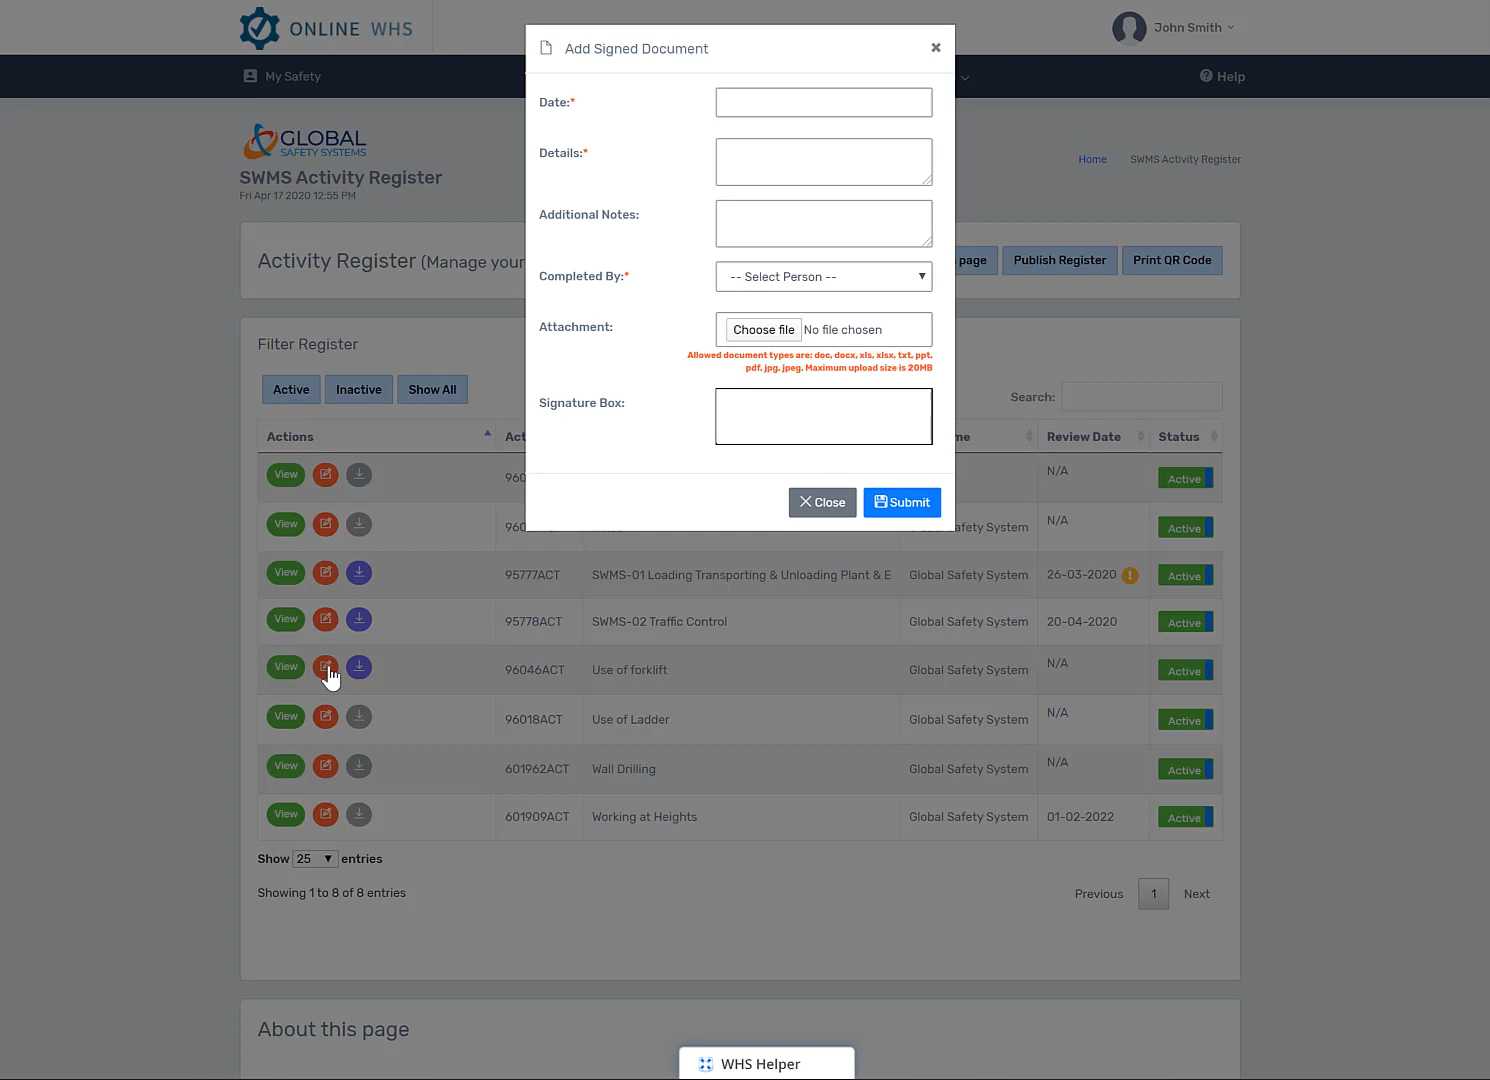 ONLINE WHS
John Smith
My Safety
Help
GLOBAL
SAFETY SYSTEMS
SWMS Activity Register
Fri Apr 17 2020 12:55 PM
Home
SWMS Activity Register
Activity Register (Manage your
page
Publish Register
Print QR Code
Add Signed Document
Date:*
Details:*
Additional Notes:
Completed By:*
-- Select Person --
Attachment:
Choose file No file chosen
Allowed document types are: doc, docx, xls, xlsx, txt, ppt,
pdf, jpg, jpeg. Maximum upload size is 20MB
Signature Box:
Close
Submit
Filter Register
Active
Inactive
Show All
Search:
Actions
Review Date
Status
View N/A Active
View N/A Active
View 95777ACT SWMS-01 Loading Transporting & Unloading Plant & E Global Safety System 26-03-2020 ! Active
View 95778ACT SWMS-02 Traffic Control Global Safety System 20-04-2020 Active
View 96046ACT Use of forklift Global Safety System N/A Active
View 96018ACT Use of Ladder Global Safety System N/A Active
View 601962ACT Wall Drilling Global Safety System N/A Active
View 601909ACT Working at Heights Global Safety System 01-02-2022 Active
Show 25 entries
Showing 1 to 8 of 8 entries
Previous 1 Next
About this page
WHS Helper